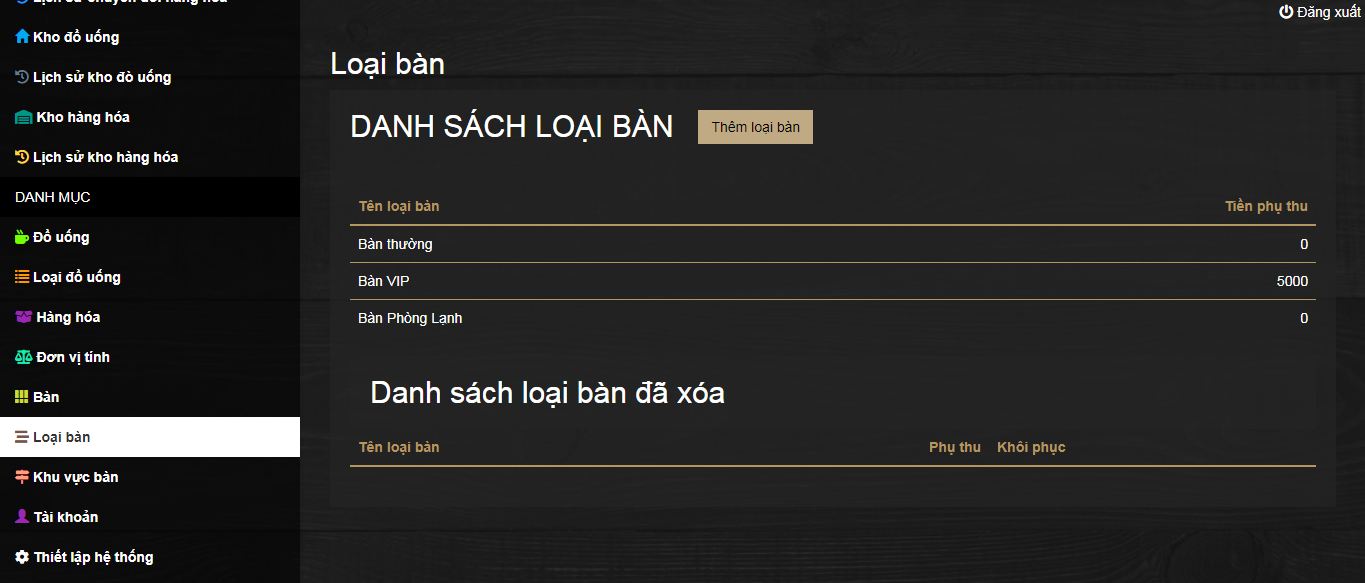 Đăng xuất
Kho đồ uống
Lịch sử kho đò uống
Kho hàng hóa
Lịch sử kho hàng hóa
DANH MỤC
Đồ uống
Loại đồ uống
Hàng hóa
Đơn vị tính
Bàn
Loại bàn
Khu vực bàn
Tài khoản
Thiết lập hệ thống
Loại bàn
DANH SÁCH LOẠI BÀN Thêm loại bàn
Tên loại bàn Tiền phụ thu
Bàn thường 0
Bàn VIP 5000
Bàn Phòng Lạnh 0
Danh sách loại bàn đã xóa
Tên loại bàn Phụ thu Khôi phục